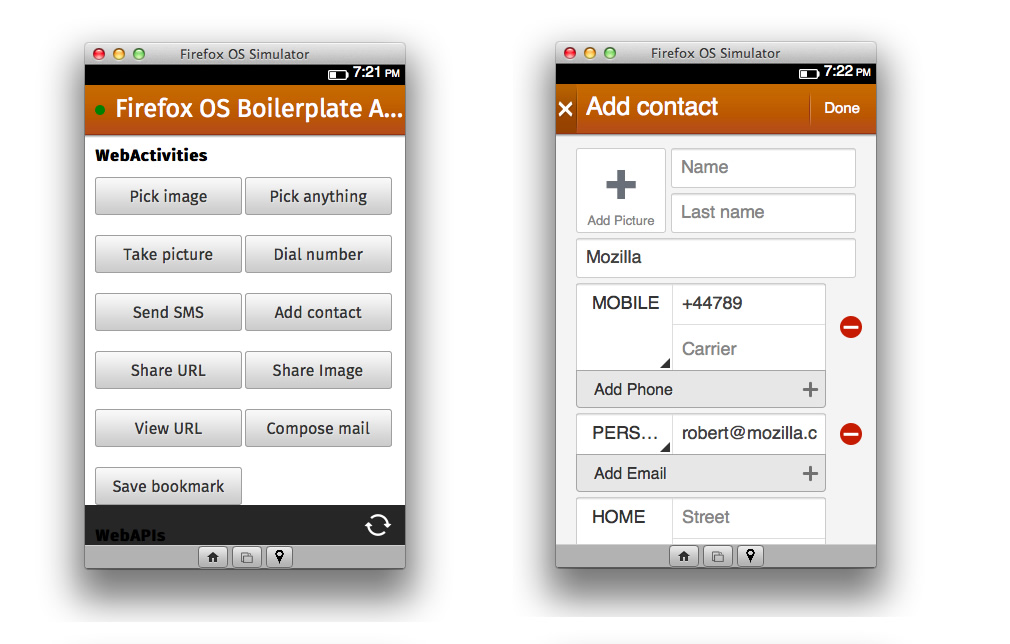 Firefox OS Simulator
7:21 PM
Firefox OS Boilerplate A...
WebActivities
Pick image
Pick anything
Take picture
Dial number
Send SMS
Add contact
Share URL
Share Image
View URL
Compose mail
Save bookmark
WebAPIs
Firefox OS Simulator
7:22 PM
Add contact
Done
Add Picture
Name
Last name
Mozilla
MOBILE
+44789
Carrier
Add Phone
PERS...
robert@mozilla.c
Add Email
HOME
Street